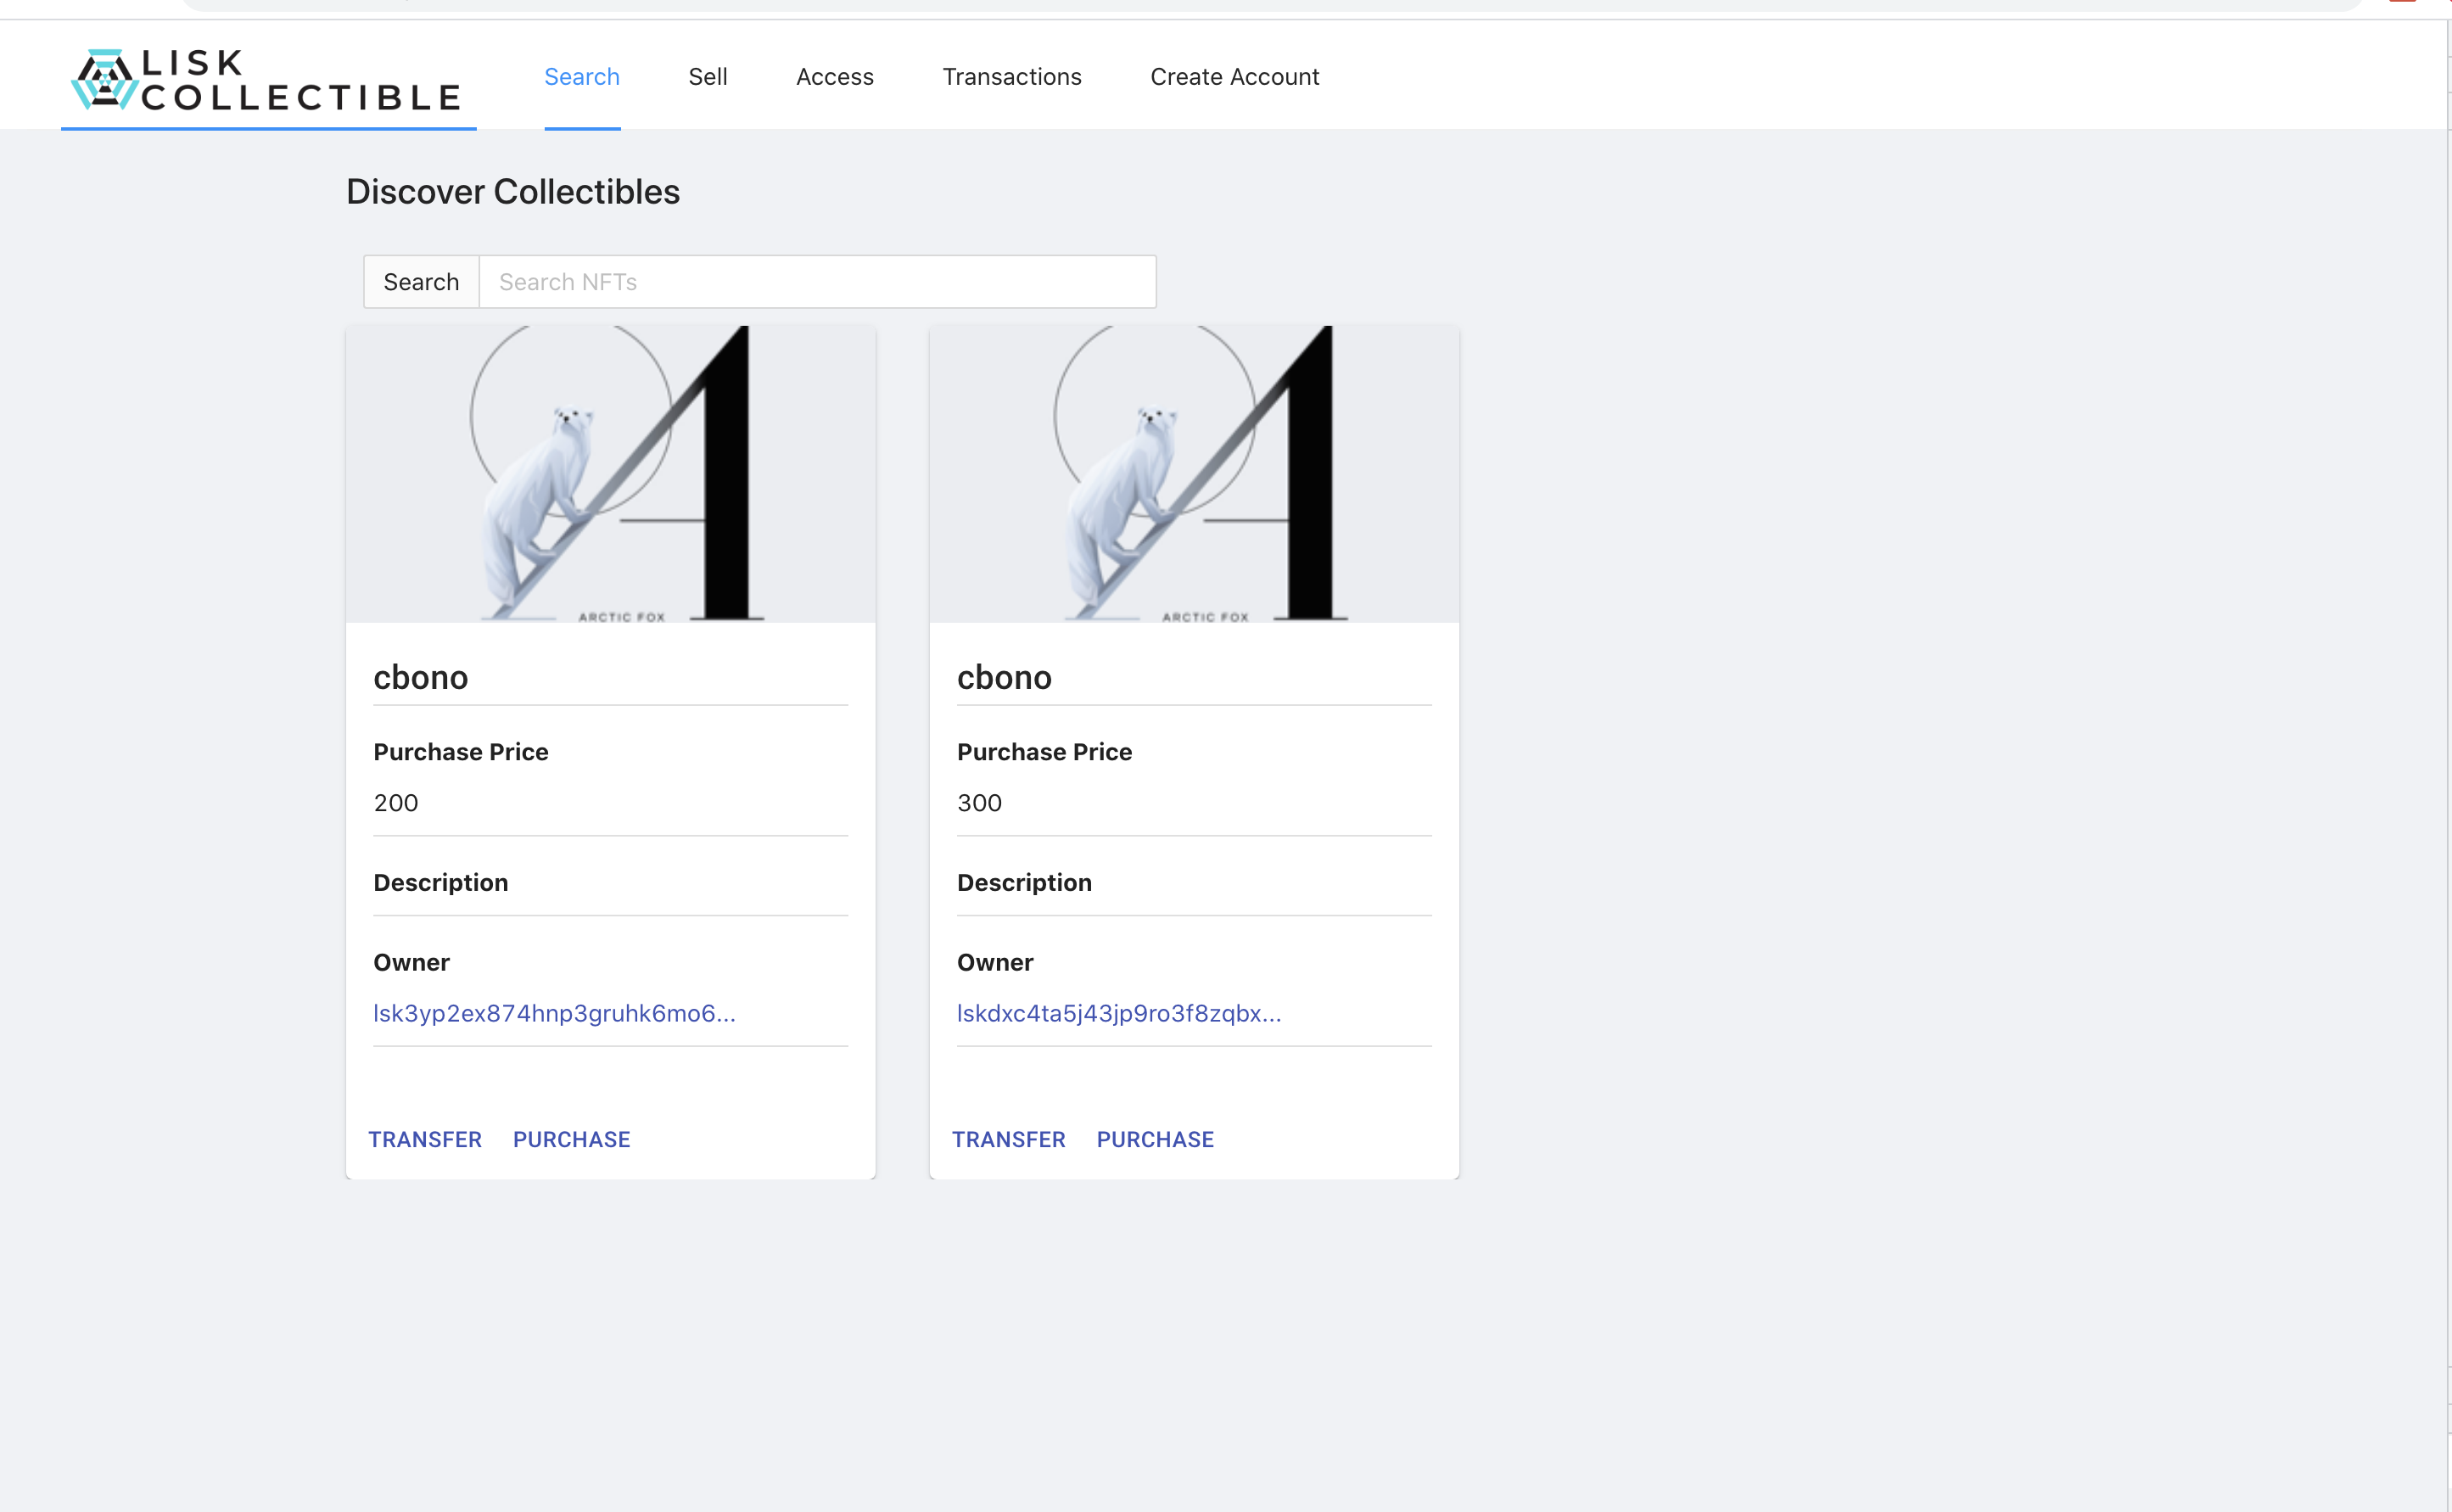 LISK
COLLECTIBLE
Search
Sell
Access
Transactions
Create Account
Discover Collectibles
Search
Search NFTs
A
ARCTIC FOX
cbono
Purchase Price
200
Description
Owner
lsk3yp2ex874hnp3gruhk6mo6...
TRANSFER
PURCHASE
A
ARCTIC FOX
cbono
Purchase Price
300
Description
Owner
lskdxc4ta5j43jp9ro3f8zqbx...
TRANSFER
PURCHASE